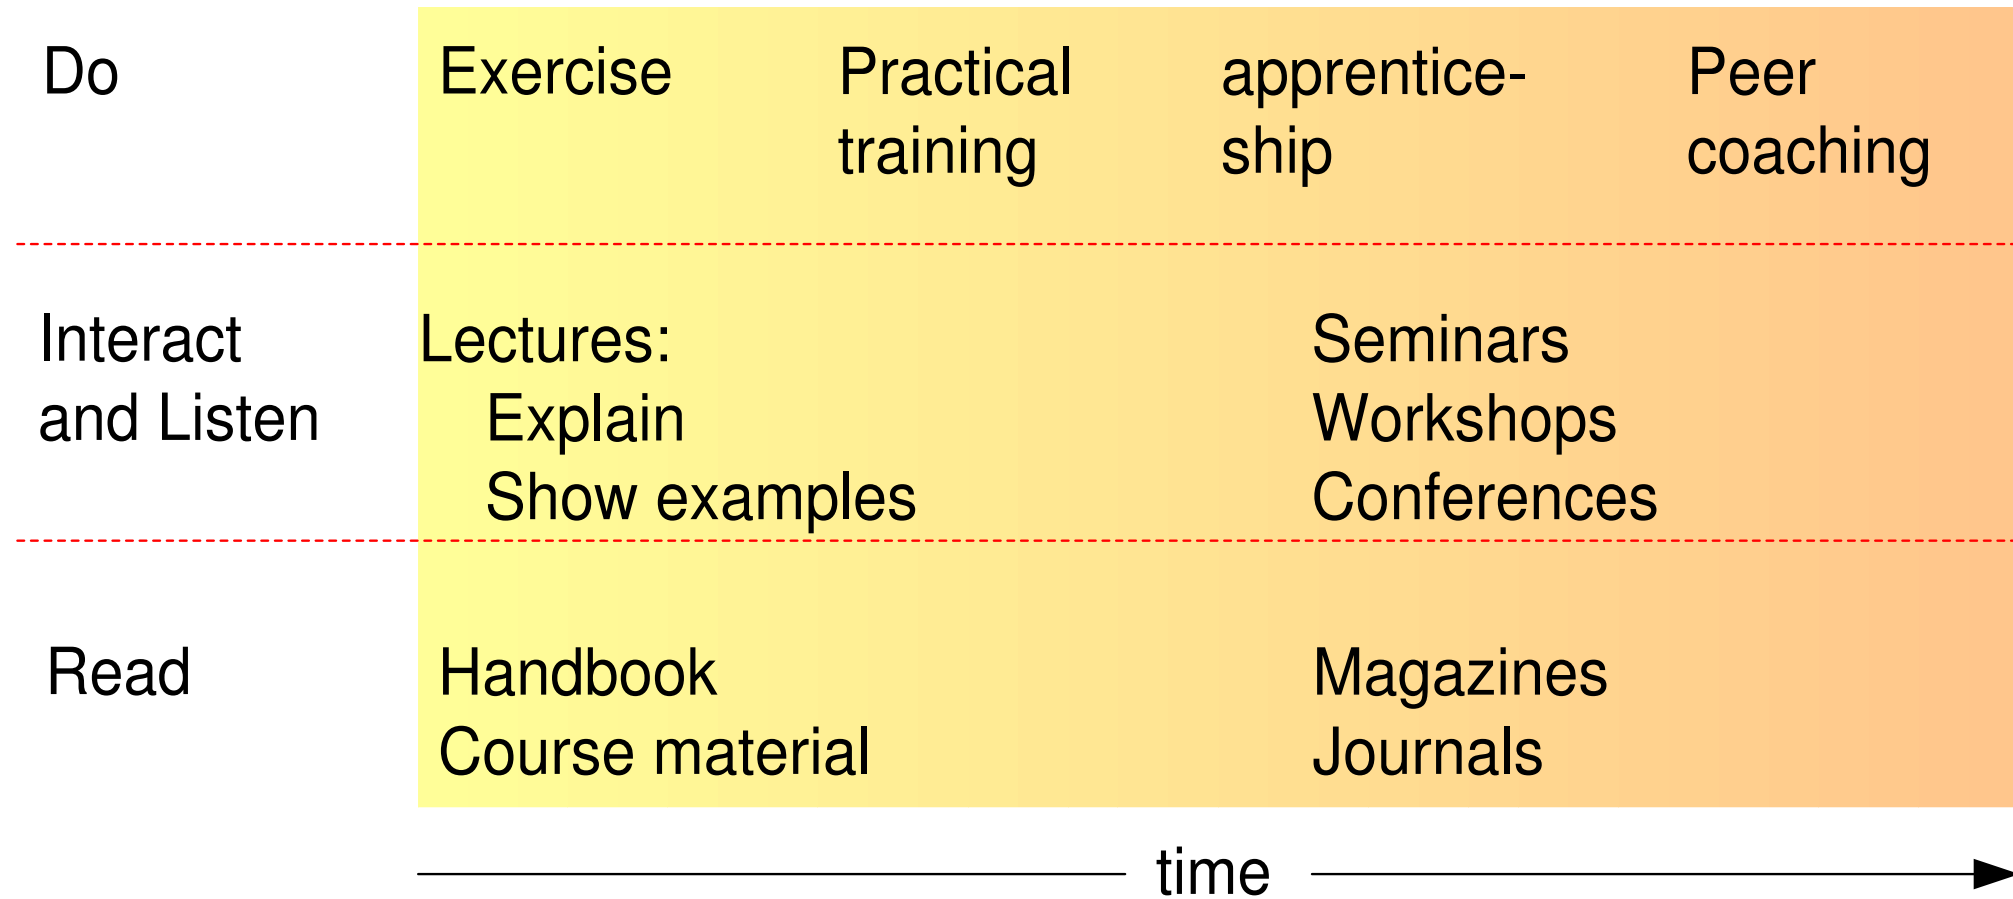 Do
Exercise
Practical
training
apprentice-
ship
Peer
coaching
Interact
and Listen
Lectures:
Explain
Show examples
Seminars
Workshops
Conferences
Read
Handbook
Course material
Magazines
Journals
time